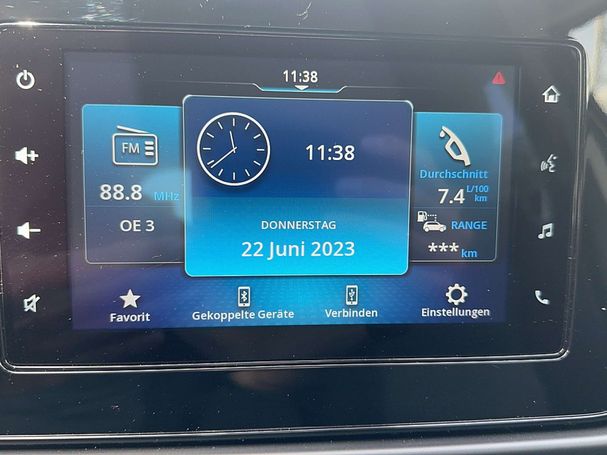 11:38
FM
88.8 MHz
OE 3
11:38
DONNERSTAG
22 Juni 2023
Durchschnitt
7.4 L/100 km
RANGE
*** km
Favorit
Gekoppelte Geräte
Verbinden
Einstellungen